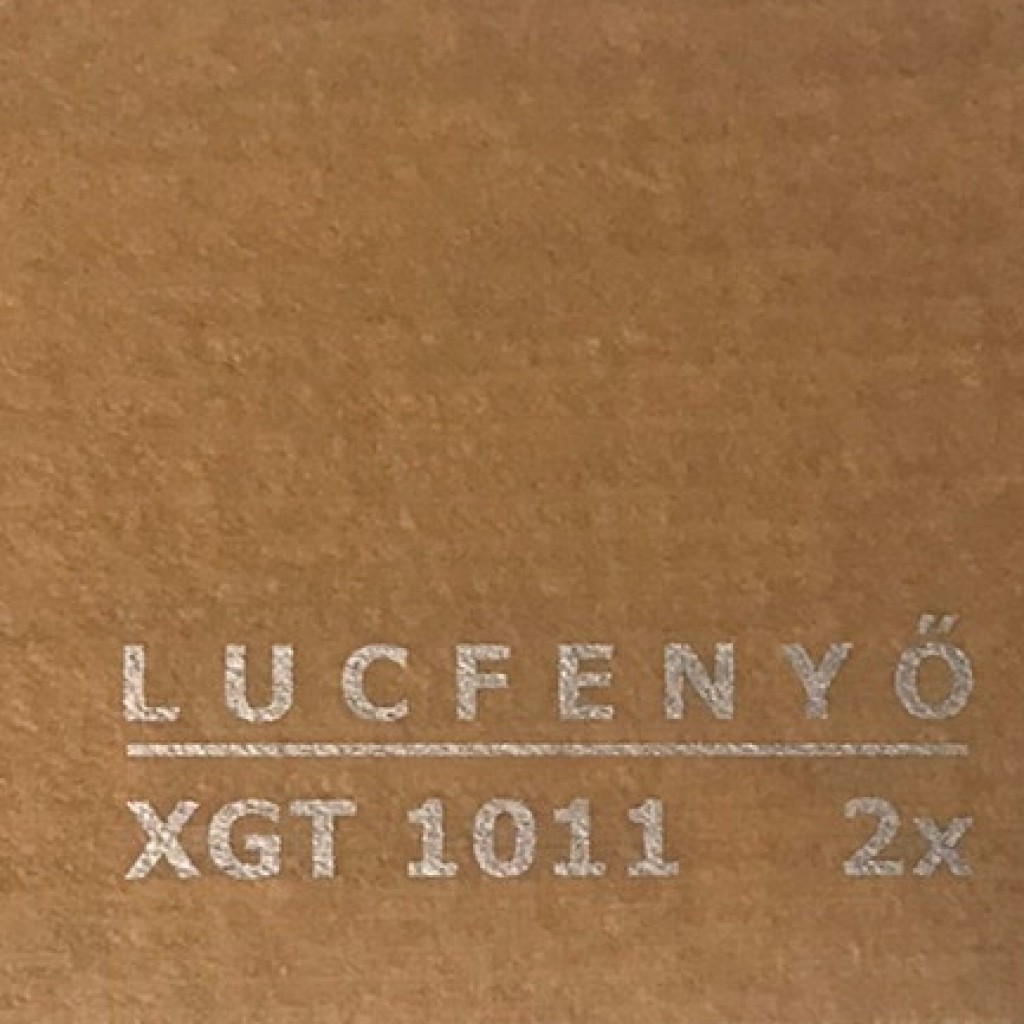 LUCFENYŐ
XGT 1011 2x